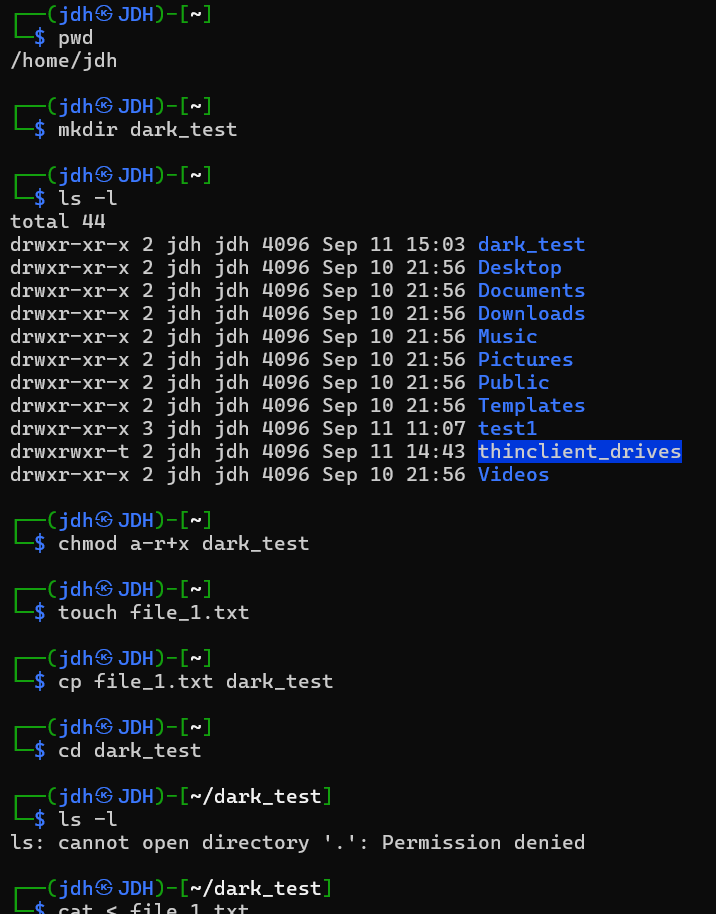 ┌──(jdh㉿JDH)-[~]
└─$ pwd
/home/jdh
┌──(jdh㉿JDH)-[~]
└─$ mkdir dark_test
┌──(jdh㉿JDH)-[~]
└─$ ls -l
total 44
drwxr-xr-x 2 jdh jdh 4096 Sep 11 15:03 dark_test
drwxr-xr-x 2 jdh jdh 4096 Sep 10 21:56 Desktop
drwxr-xr-x 2 jdh jdh 4096 Sep 10 21:56 Documents
drwxr-xr-x 2 jdh jdh 4096 Sep 10 21:56 Downloads
drwxr-xr-x 2 jdh jdh 4096 Sep 10 21:56 Music
drwxr-xr-x 2 jdh jdh 4096 Sep 10 21:56 Pictures
drwxr-xr-x 2 jdh jdh 4096 Sep 10 21:56 Public
drwxr-xr-x 2 jdh jdh 4096 Sep 10 21:56 Templates
drwxr-xr-x 3 jdh jdh 4096 Sep 11 11:07 test1
drwxrwxr-t 2 jdh jdh 4096 Sep 11 14:43 thinclient_drives
drwxr-xr-x 2 jdh jdh 4096 Sep 10 21:56 Videos
┌──(jdh㉿JDH)-[~]
└─$ chmod a-r+x dark_test
┌──(jdh㉿JDH)-[~]
└─$ touch file_1.txt
┌──(jdh㉿JDH)-[~]
└─$ cp file_1.txt dark_test
┌──(jdh㉿JDH)-[~]
└─$ cd dark_test
┌──(jdh㉿JDH)-[~/dark_test]
└─$ ls -l
ls: cannot open directory '.': Permission denied
┌──(jdh㉿JDH)-[~/dark_test]
└─$ cat < file_1.txt